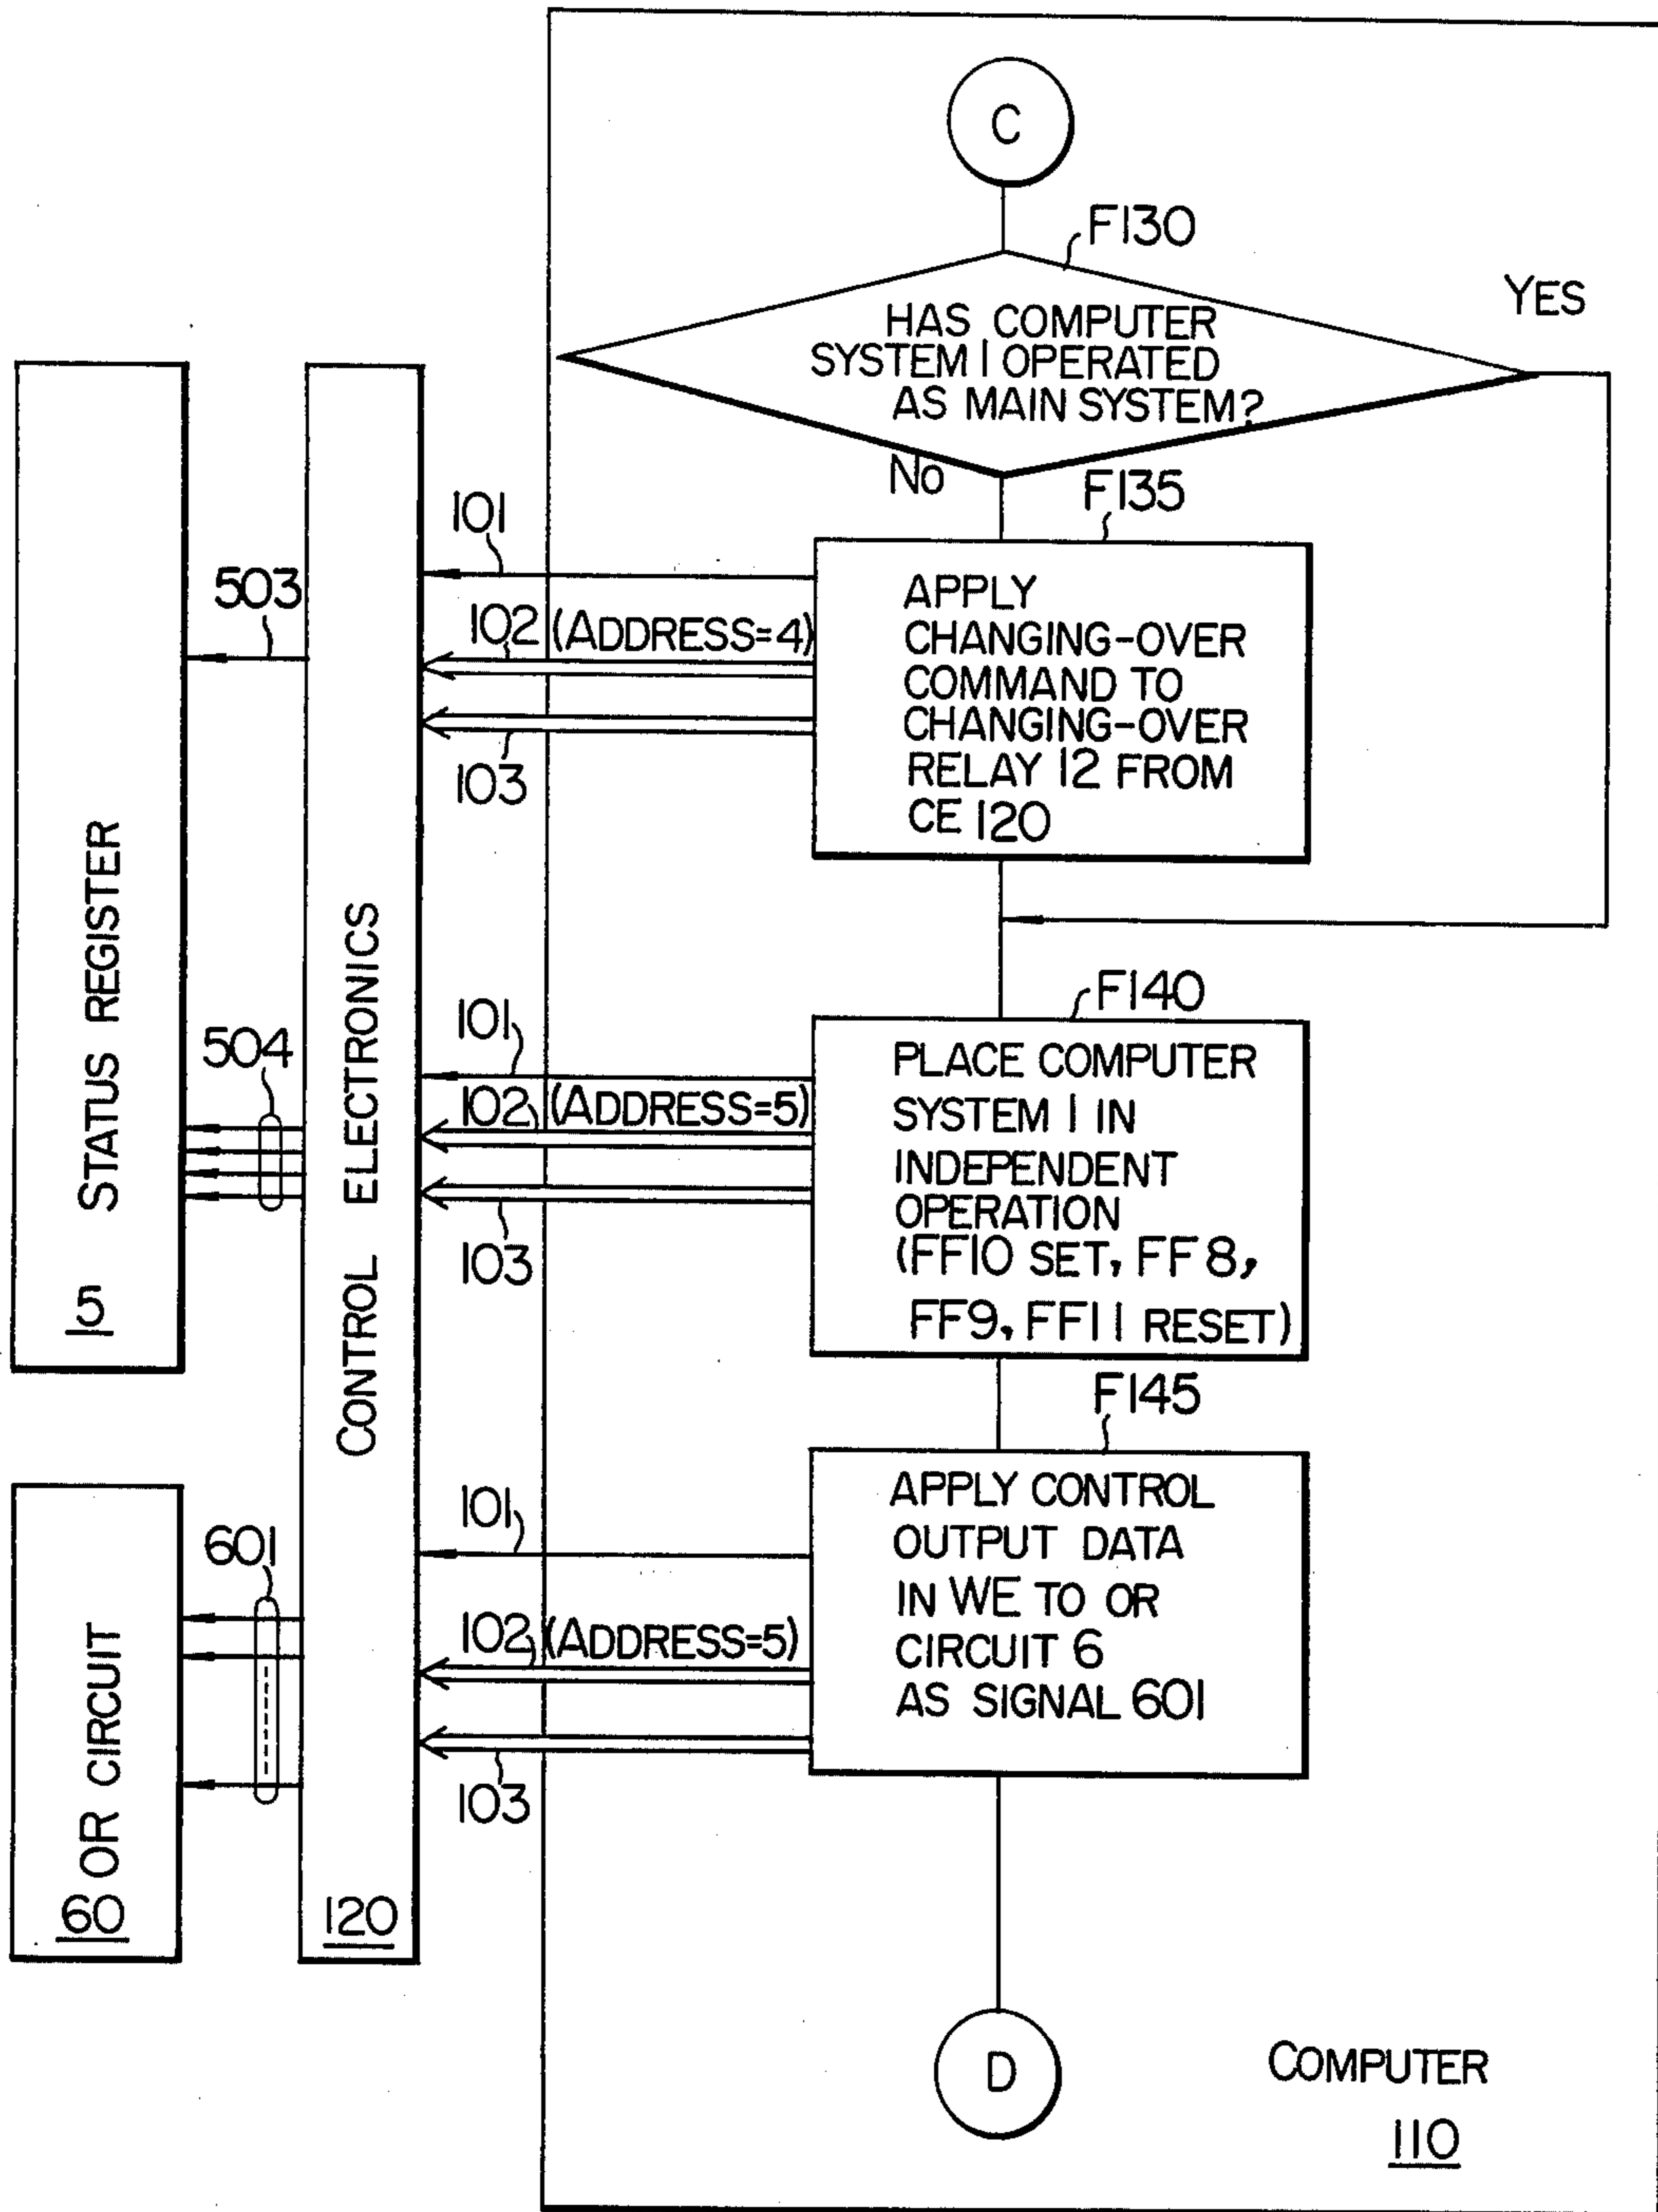 C
F130
YES
HAS COMPUTER
SYSTEM 1 OPERATED
AS MAIN SYSTEM?
NO
F135
101
503
102 (ADDRESS=4)
103
APPLY
CHANGING-OVER
COMMAND TO
CHANGING-OVER
RELAY 12 FROM
CE 120
15 STATUS REGISTER
CONTROL ELECTRONICS
120
F140
101
504
102 (ADDRESS=5)
103
PLACE COMPUTER
SYSTEM 1 IN
INDEPENDENT
OPERATION
(FF10 SET, FF8,
FF9, FF11 RESET)
F145
101
601
102 (ADDRESS=5)
103
APPLY CONTROL
OUTPUT DATA
IN WE TO OR
CIRCUIT 6
AS SIGNAL 601
60 OR CIRCUIT
D
COMPUTER
110